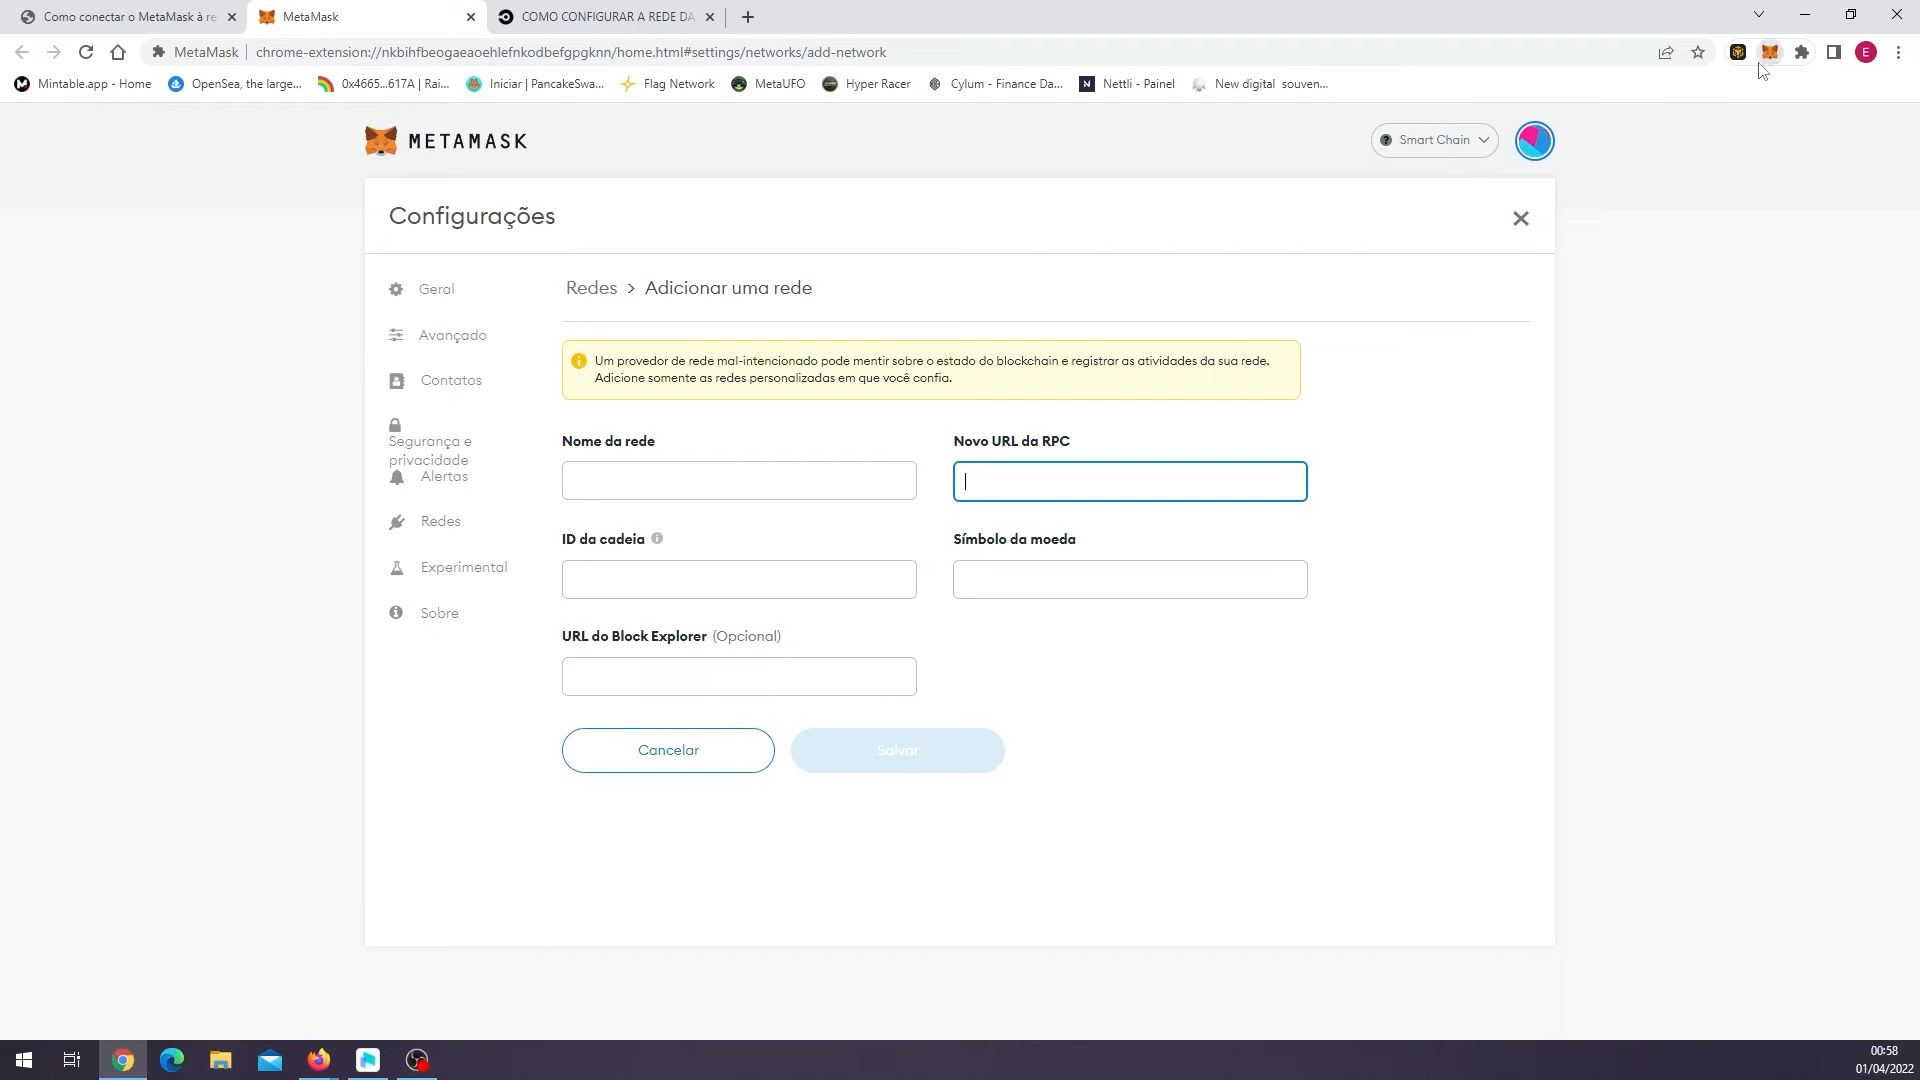 Como conectar o MetaMask à re
MetaMask
COMO CONFIGURAR A REDE DA
MetaMask
chrome-extension://nkbihfbeogaeaoehlefnkodbefgpgknn/home.html#settings/networks/add-network
E
Mintable.app - Home
OpenSea, the large...
0x4665...617A | Rai...
Iniciar | PancakeSwa...
Flag Network
MetaUFO
Hyper Racer
Cylum - Finance Da...
N
Nettli - Painel
New digital souven...
METAMASK
Smart Chain
Configurações
Geral
Avançado
Contatos
Segurança e
privacidade
Alertas
Redes
Experimental
Sobre
Redes > Adicionar uma rede
Um provedor de rede mal-intencionado pode mentir sobre o estado do blockchain e registrar as atividades da sua rede.
Adicione somente as redes personalizadas em que você confia.
Nome da rede
Novo URL da RPC
ID da cadeia
Símbolo da moeda
URL do Block Explorer (Opcional)
Cancelar
Salvar
00:58
01/04/2022